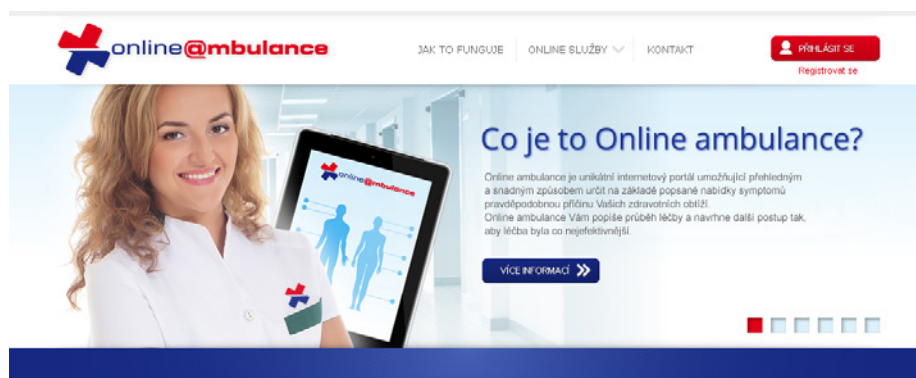 online@mbulance
JAK TO FUNGUJE
ONLINE SLUŽBY
KONTAKT
PŘIHLÁSIT SE
Registrovat se
online@mbulance
Co je to Online ambulance?
Online ambulance je unikátní internetový portál umožňující přehledným
a snadným způsobem určit na základě popsané nabídky symptomů
pravděpodobnou příčinu Vašich zdravotních obtíží.
Online ambulance Vám popíše průběh léčby a navrhne další postup tak,
aby léčba byla co nejefektivnější.
VÍCE INFORMACÍ